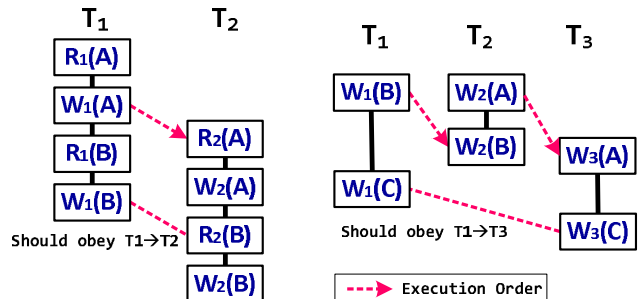 T₁
T₂
R₁(A)
W₁(A)
R₁(B)
W₁(B)
R₂(A)
W₂(A)
R₂(B)
W₂(B)
Should obey T1→T2
T₁
T₂
T₃
W₁(B)
W₁(C)
W₂(A)
W₂(B)
W₃(A)
W₃(C)
Should obey T1→T3
Execution Order